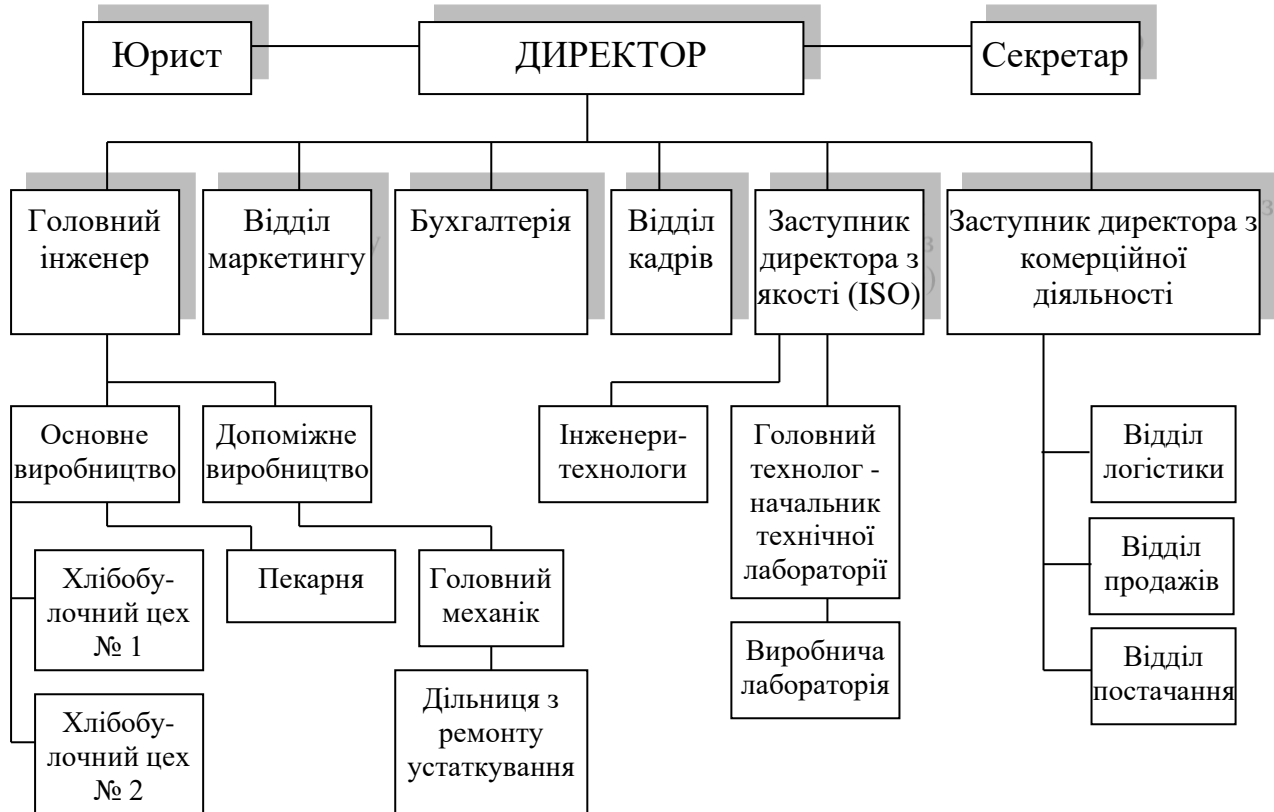 Юрист
ДИРЕКТОР
Секретар
Головний
інженер
Відділ
маркетингу
Бухгалтерія
Відділ
кадрів
Заступник
директора з
якості (ISO)
Заступник директора з
комерційної
діяльності
Основне
виробництво
Допоміжне
виробництво
Інженери-
технологи
Головний
технолог -
начальник
технічної
лабораторії
Відділ
логістики
Хлібобу-
лочний цех
№ 1
Пекарня
Головний
механік
Відділ
продажів
Виробнича
лабораторія
Відділ
постачання
Хлібобу-
лочний цех
№ 2
Дільниця з
ремонту
устаткування